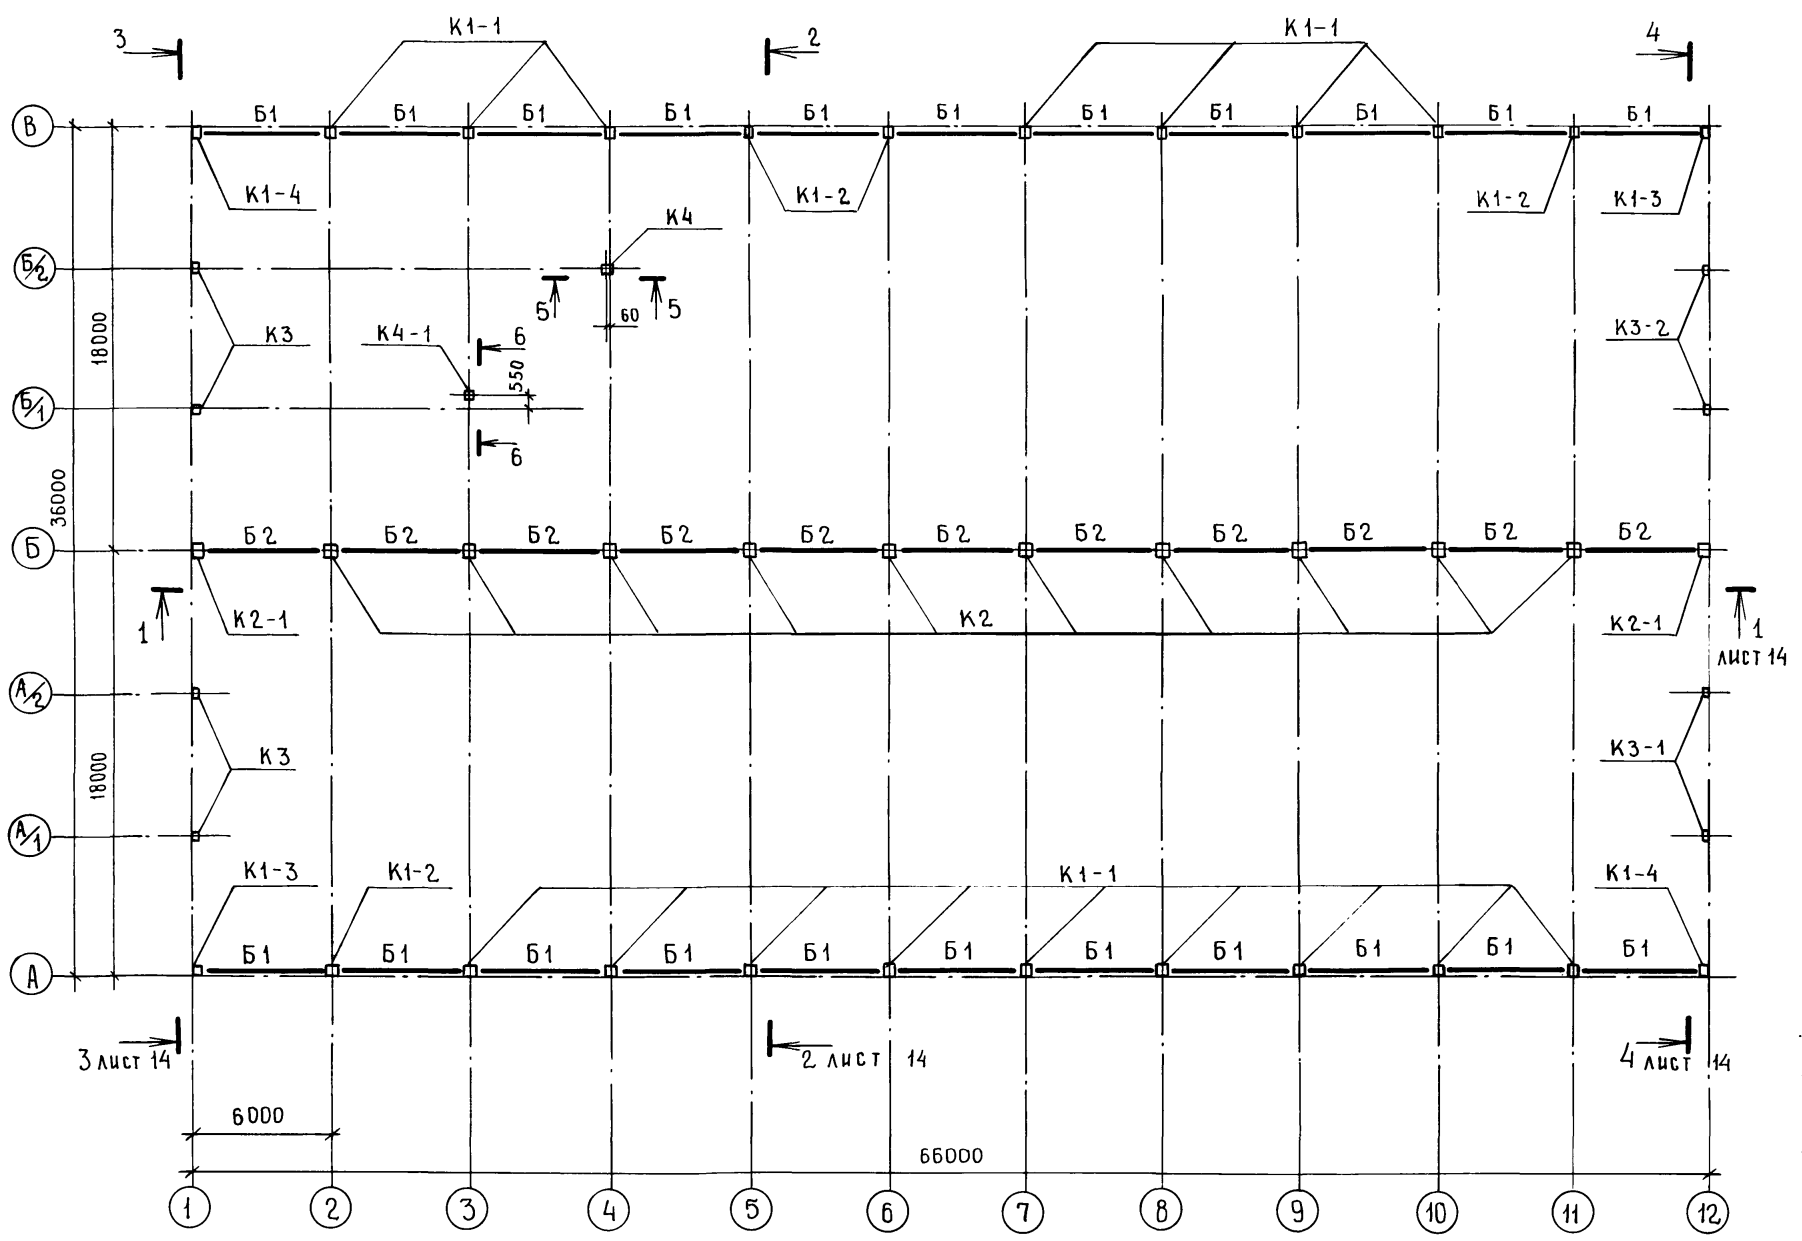 К1-1 К1-1
3 2 4
В Б1 Б1 Б1 Б1 Б1 Б1 Б1 Б1 Б1 Б1 Б1
К1-4 К1-2 К1-2 К1-3
К4
Б/2
5 5 60
18000 К3 К4-1 6 К3-2
550
Б/1
6
36000
Б Б2 Б2 Б2 Б2 Б2 Б2 Б2 Б2 Б2 Б2 Б2
1 К2-1 К2 К2-1 1
лист 14
А/2
18000 К3 К3-1
А/1
К1-3 К1-2 К1-1 К1-4
А Б1 Б1 Б1 Б1 Б1 Б1 Б1 Б1 Б1 Б1 Б1
3 лист 14 2 лист 14 4 лист 14
6000
66000
1 2 3 4 5 6 7 8 9 10 11 12